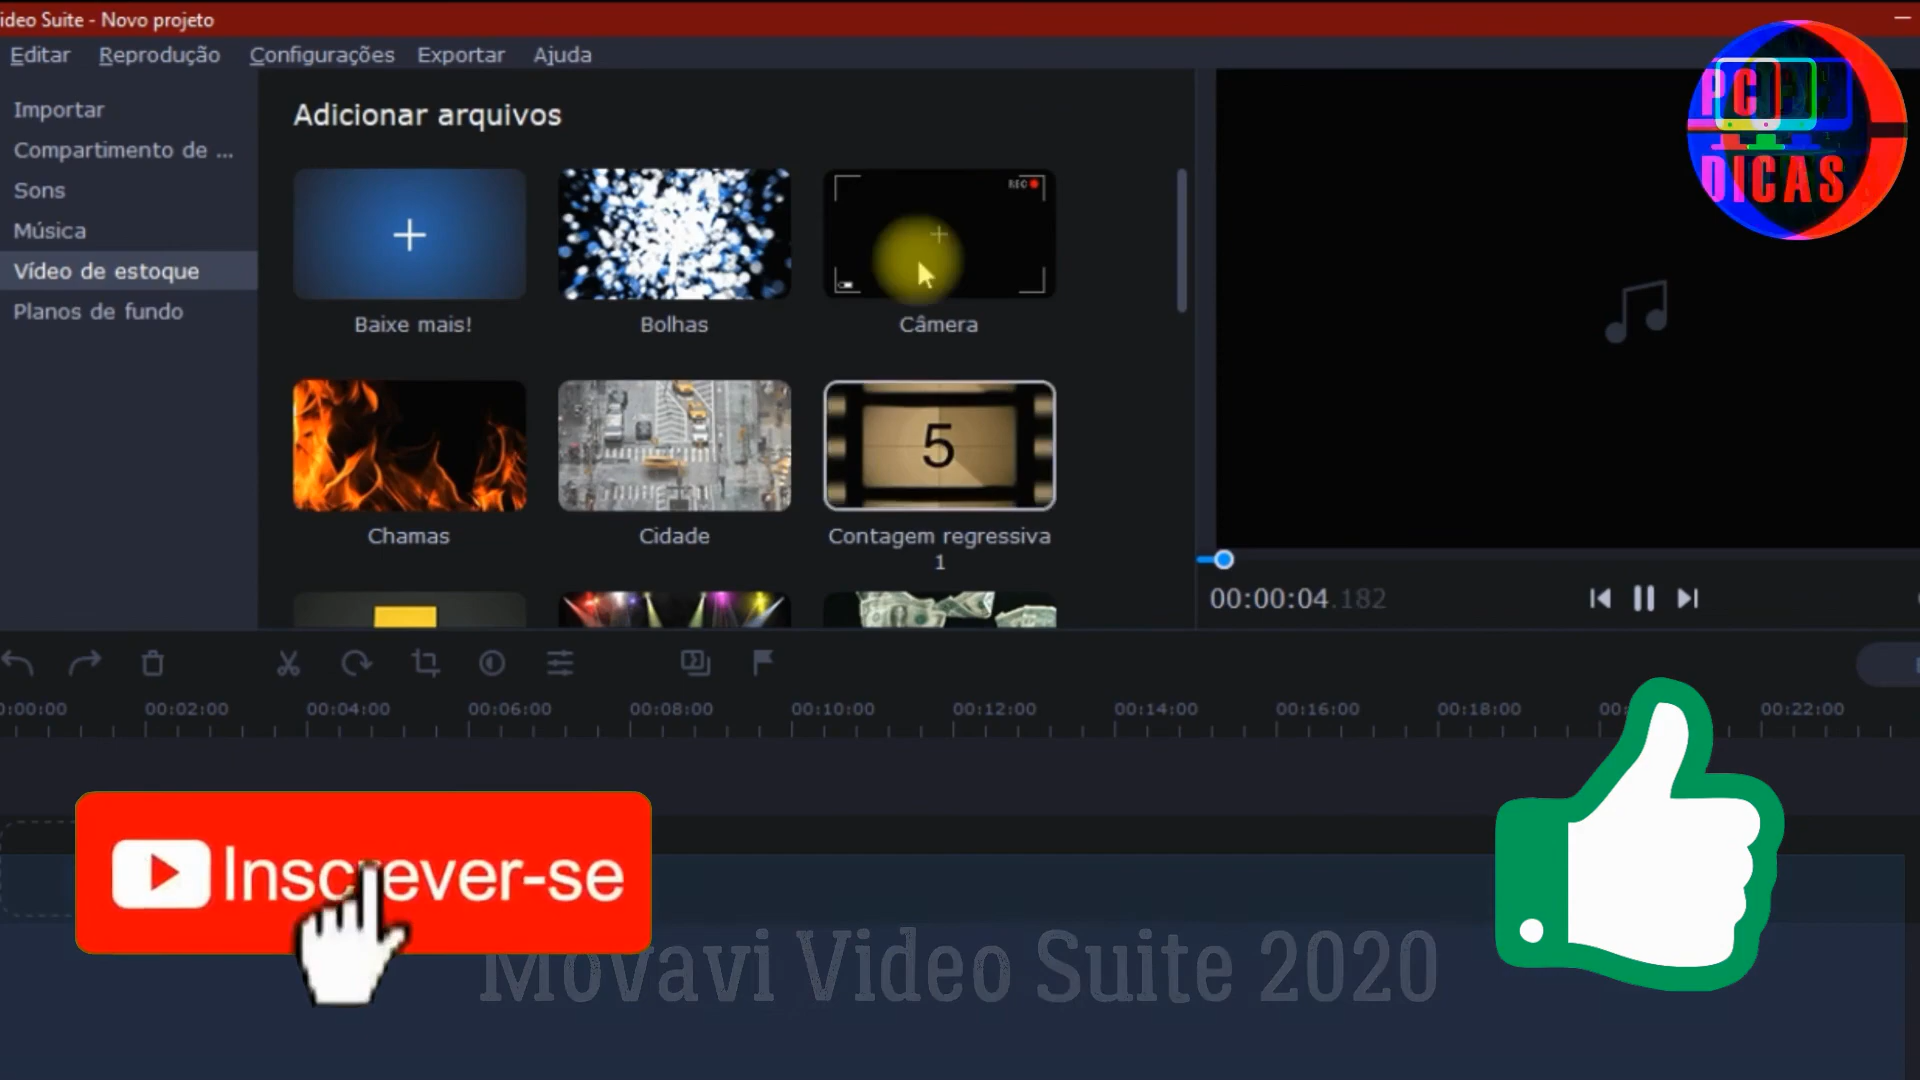 ideo Suite - Novo projeto
Editar Reprodução Configurações Exportar Ajuda
PC
DICAS
Importar
Compartimento de ...
Sons
Música
Vídeo de estoque
Planos de fundo
Adicionar arquivos
REC
Baixe mais!
Bolhas
Câmera
5
Chamas
Cidade
Contagem regressiva
1
00:00:04.182
0:00:00 00:02:00 00:04:00 00:06:00 00:08:00 00:10:00 00:12:00 00:14:00 00:16:00 00:18:00 00:22:00
Inscrever-se
Movavi Video Suite 2020